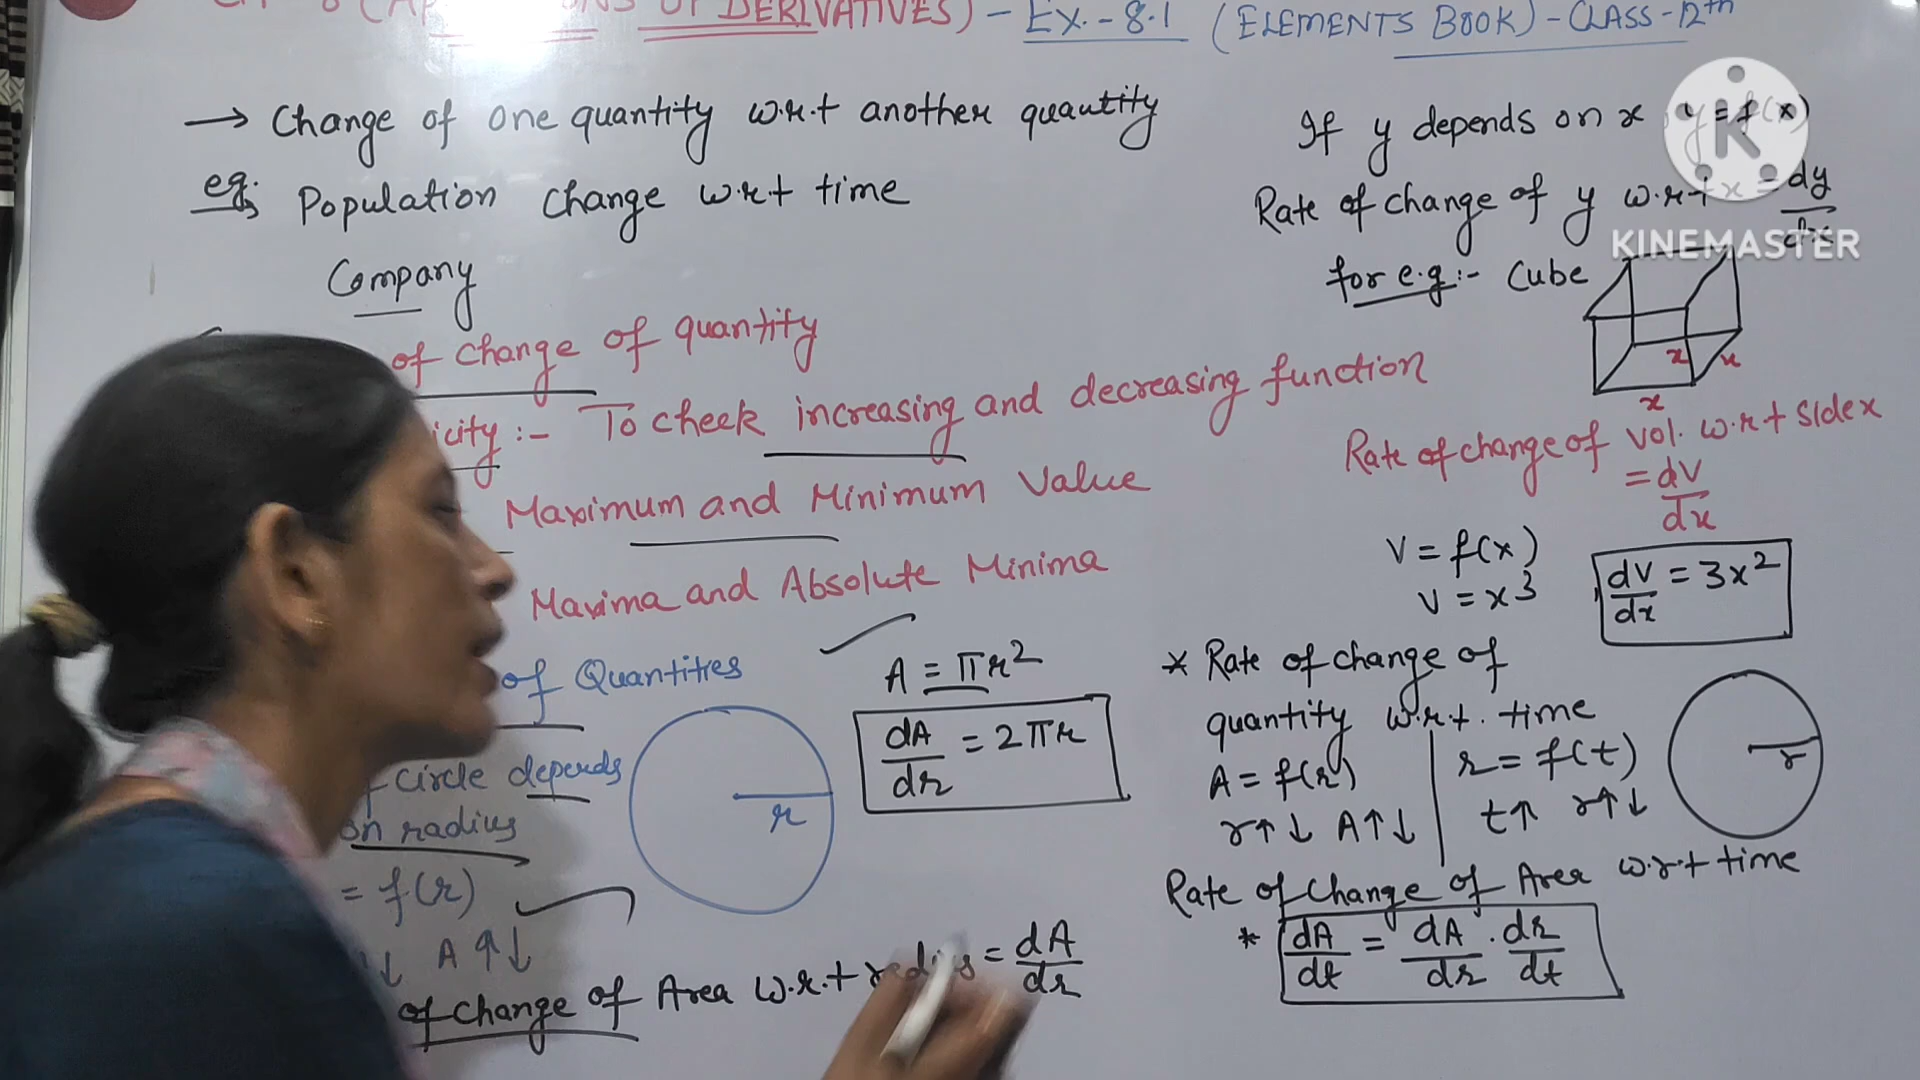 (APPLICATIONS OF DERIVATIVES) - Ex.-8.1 (ELEMENTS BOOK) - CLASS-12th
→ Change of one quantity w.r.t another quantity
eg:- Population change w.r.t time
Company
of change of quantity
icity :- To check increasing and decreasing function
Maximum and Minimum Value
Maxima and Absolute Minima
of Quantities
circle depends
on radius
= f(r)
↓ A ↑↓
of change of Area w.r.t radius = dA/dr
r
A = πr²
dA/dr = 2πr
If y depends on x y = f(x)
Rate of change of y w.r.t x = dy/dx
for e.g:- Cube
x x
x
Rate of change of vol. w.r.t side x
= dV/dx
V = f(x)
V = x³
dV/dx = 3x²
* Rate of change of
quantity w.r.t. time
A = f(r) r = f(t)
r↑↓ A↑↓ t↑ r↑↓
r
Rate of change of Area w.r.t time
* dA/dt = dA/dr . dr/dt
K
KINEMASTER